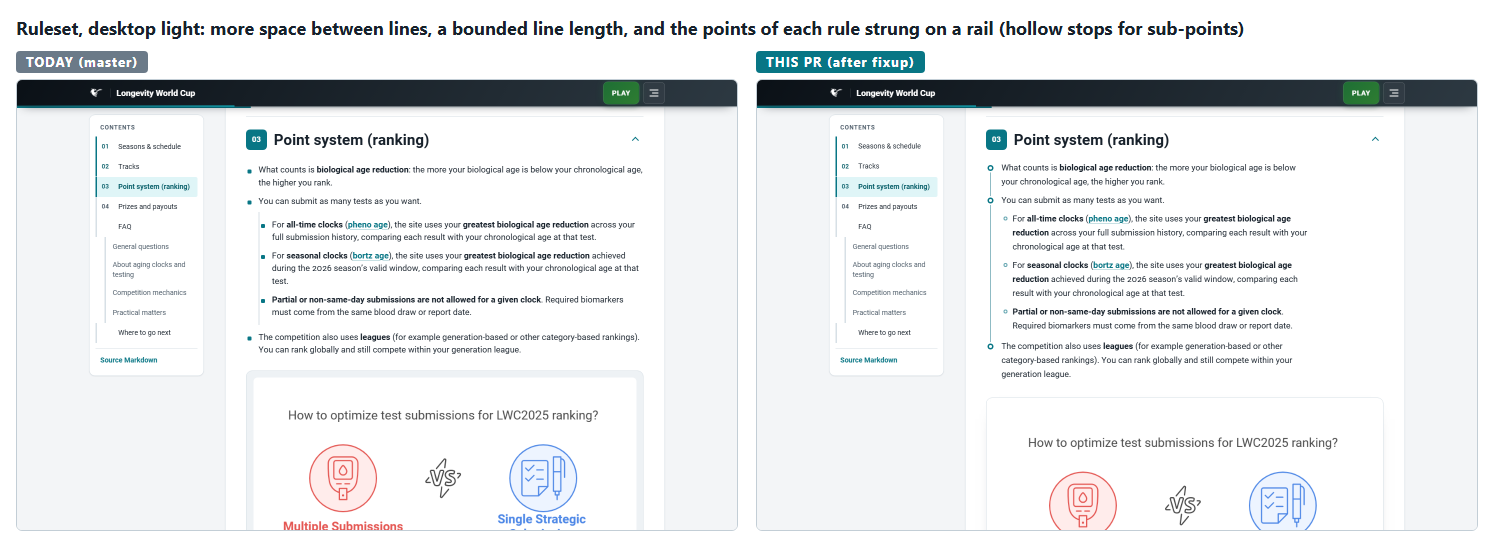 Ruleset, desktop light: more space between lines, a bounded line length, and the points of each rule strung on a rail (hollow stops for sub-points)
TODAY (master)
Longevity World Cup
PLAY
CONTENTS
01 Seasons & schedule
02 Tracks
03 Point system (ranking)
04 Prizes and payouts
FAQ
General questions
About aging clocks and
testing
Competition mechanics
Practical matters
Where to go next
Source Markdown
03 Point system (ranking)
What counts is biological age reduction: the more your biological age is below your chronological age,
the higher you rank.
You can submit as many tests as you want.
For all-time clocks (pheno age), the site uses your greatest biological age reduction across your
full submission history, comparing each result with your chronological age at that test.
For seasonal clocks (bortz age), the site uses your greatest biological age reduction achieved
during the 2026 season's valid window, comparing each result with your chronological age at that
test.
Partial or non-same-day submissions are not allowed for a given clock. Required biomarkers
must come from the same blood draw or report date.
The competition also uses leagues (for example generation-based or other category-based rankings).
You can rank globally and still compete within your generation league.
How to optimize test submissions for LWC2025 ranking?
VS
Multiple Submissions
Single Strategic
THIS PR (after fixup)
Longevity World Cup
PLAY
CONTENTS
01 Seasons & schedule
02 Tracks
03 Point system (ranking)
04 Prizes and payouts
FAQ
General questions
About aging clocks and
testing
Competition mechanics
Practical matters
Where to go next
Source Markdown
03 Point system (ranking)
What counts is biological age reduction: the more your biological age is below
your chronological age, the higher you rank.
You can submit as many tests as you want.
For all-time clocks (pheno age), the site uses your greatest biological age
reduction across your full submission history, comparing each result with your
chronological age at that test.
For seasonal clocks (bortz age), the site uses your greatest biological age
reduction achieved during the 2026 season's valid window, comparing each
result with your chronological age at that test.
Partial or non-same-day submissions are not allowed for a given clock.
Required biomarkers must come from the same blood draw or report date.
The competition also uses leagues (for example generation-based or other
category-based rankings). You can rank globally and still compete within your
generation league.
How to optimize test submissions for LWC2025 ranking?
VS